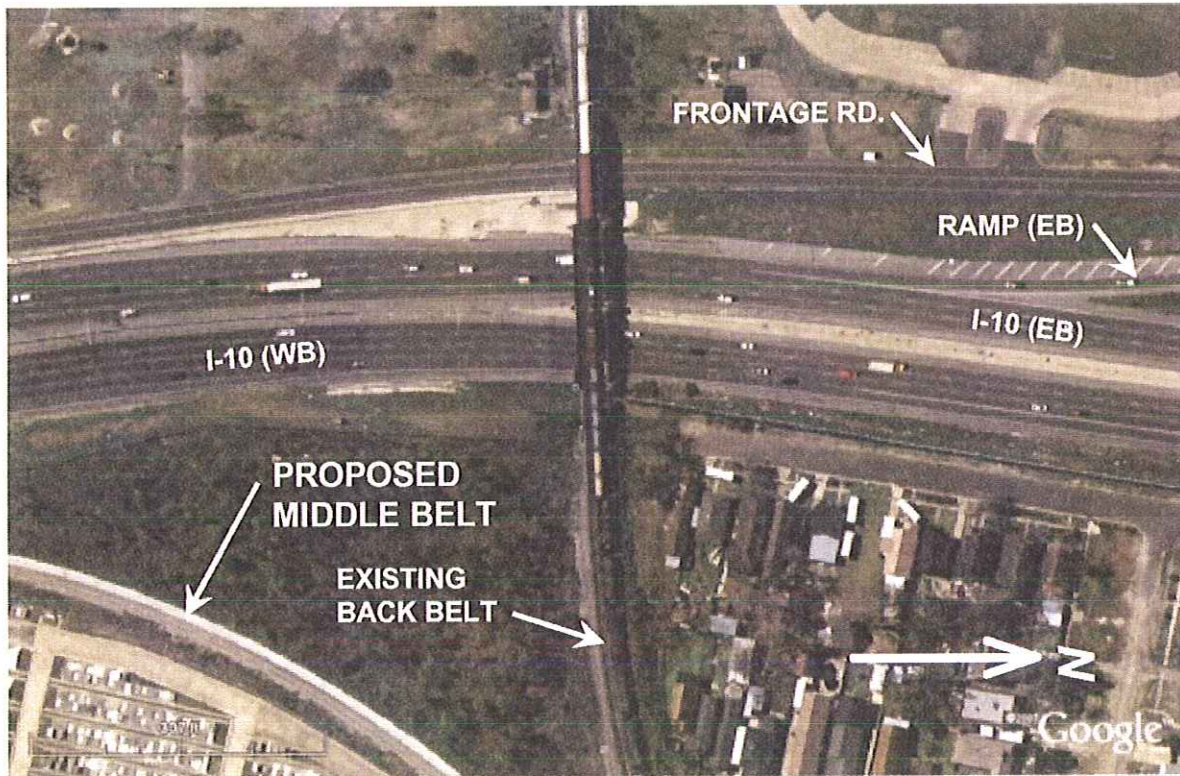 FRONTAGE RD.
RAMP (EB)
I-10 (EB)
I-10 (WB)
PROPOSED
MIDDLE BELT
EXISTING
BACK BELT
N
Google